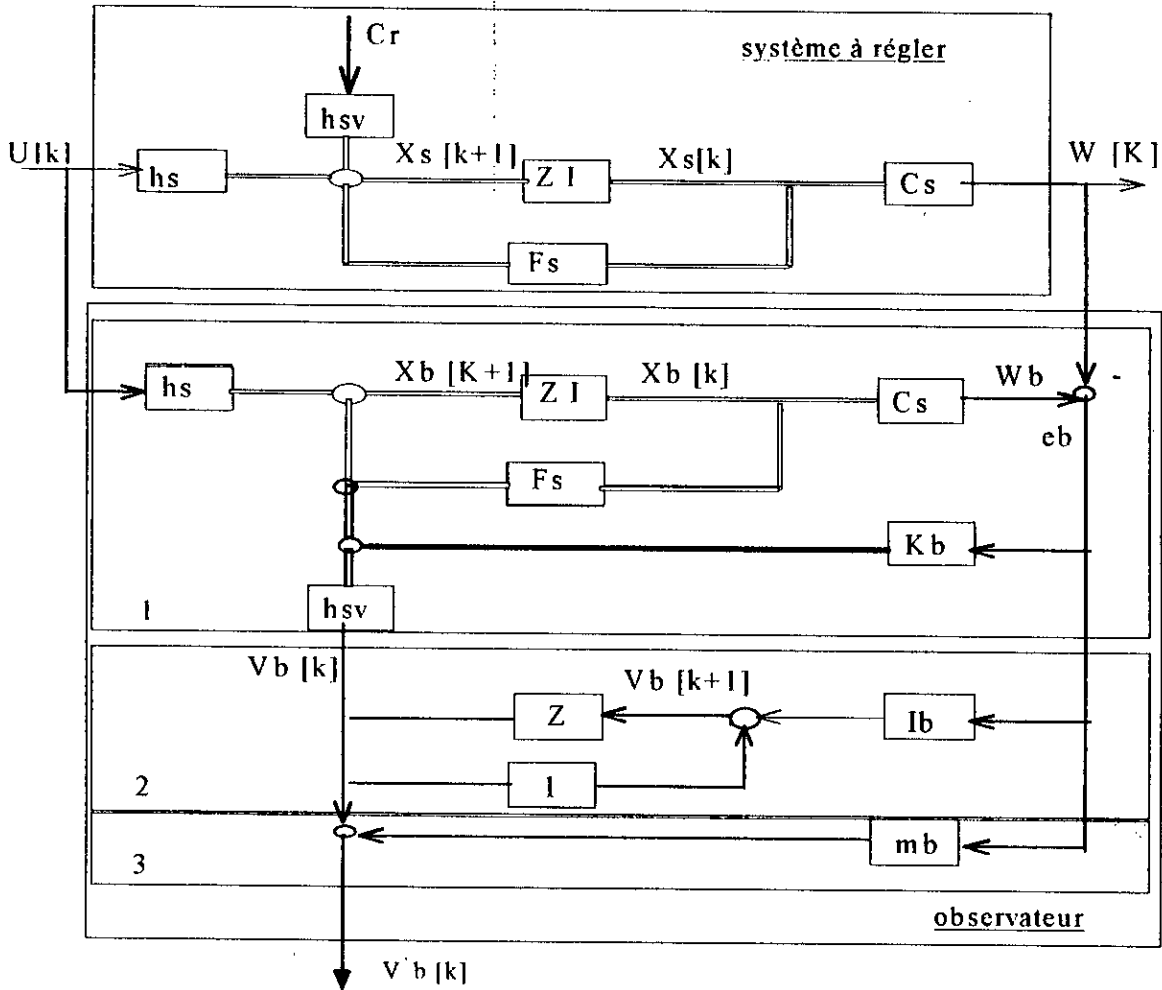 Cr
système à régler
hsv
U[k]
Xs [k+1]
Xs[k]
W [K]
hs
Z I
Cs
Fs
Xb [K+1]
Xb [k]
Wb
-
hs
Z I
Cs
eb
Fs
Kb
1
hsv
Vb [k]
Vb [k+1]
Z
Ib
2
1
3
mb
observateur
V'b [k]